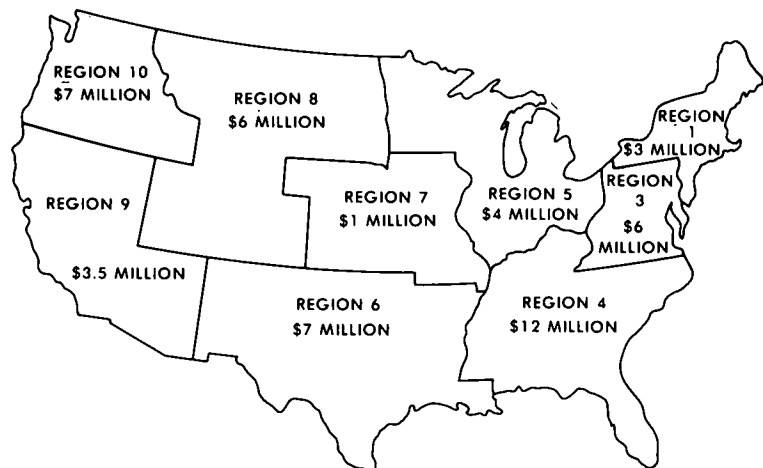 REGION 10
$7 MILLION
REGION 8
$6 MILLION
REGION
1
$3 MILLION
REGION 9
$3.5 MILLION
REGION 7
$1 MILLION
REGION 5
$4 MILLION
REGION
3
$6
MILLION
REGION 6
$7 MILLION
REGION 4
$12 MILLION